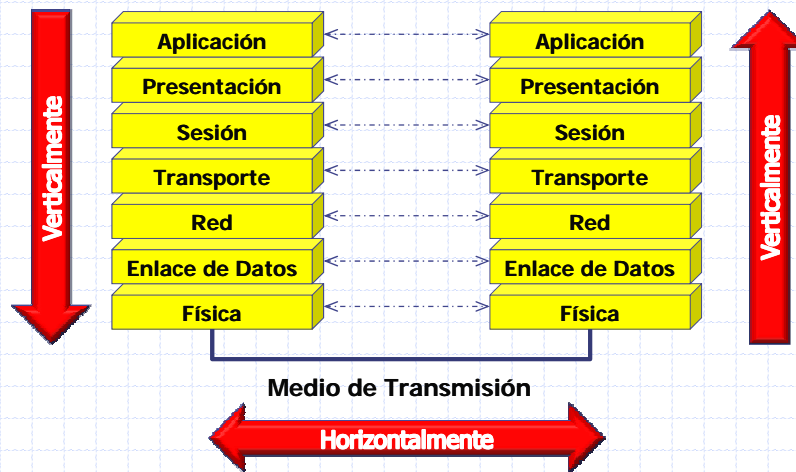 Aplicación
Aplicación
Presentación
Presentación
Sesión
Sesión
Transporte
Transporte
Red
Red
Enlace de Datos
Enlace de Datos
Física
Física
Verticalmente
Verticalmente
Medio de Transmisión
Horizontalmente